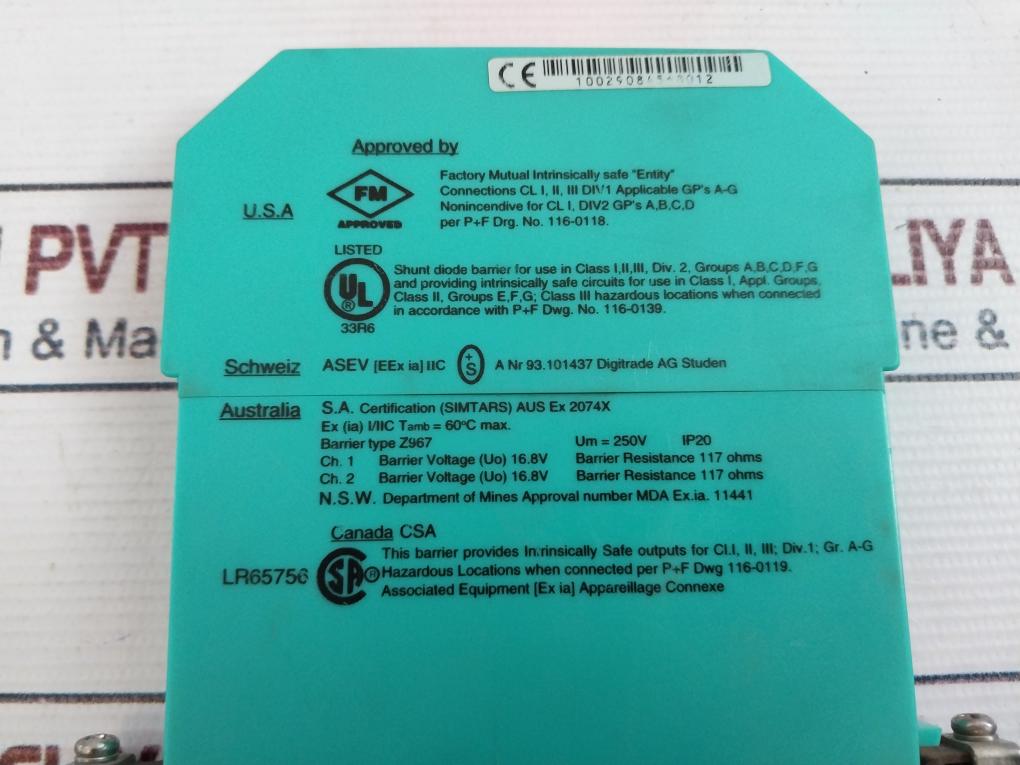 CE
Approved by
U.S.A
FM
APPROVED
Factory Mutual Intrinsically safe "Entity"
Connections CL I, II, III DIV1 Applicable GP's A-G
Nonincendive for CL I, DIV2 GP's A,B,C,D
per P+F Drg. No. 116-0118.
LISTED
UL
®
33R6
Shunt diode barrier for use in Class I,II,III, Div. 2, Groups A,B,C,D,F,G
and providing intrinsically safe circuits for use in Class I, Appl. Groups,
Class II, Groups E,F,G; Class III hazardous locations when connected
in accordance with P+F Dwg. No. 116-0139.
Schweiz
ASEV [EEx ia] IIC
+
S
A Nr 93.101437 Digitrade AG Studen
Australia
S.A. Certification (SIMTARS) AUS Ex 2074X
Ex (ia) I/IIC Tamb = 60°C max.
Barrier type Z967 Um = 250V IP20
Ch. 1 Barrier Voltage (Uo) 16.8V Barrier Resistance 117 ohms
Ch. 2 Barrier Voltage (Uo) 16.8V Barrier Resistance 117 ohms
N.S.W. Department of Mines Approval number MDA Ex.ia. 11441
Canada CSA
LR65756
SA
®
This barrier provides Intrinsically Safe outputs for Cl.I, II, III; Div.1; Gr. A-G
Hazardous Locations when connected per P+F Dwg 116-0119.
Associated Equipment [Ex ia] Appareillage Connexe
PVT
&
&